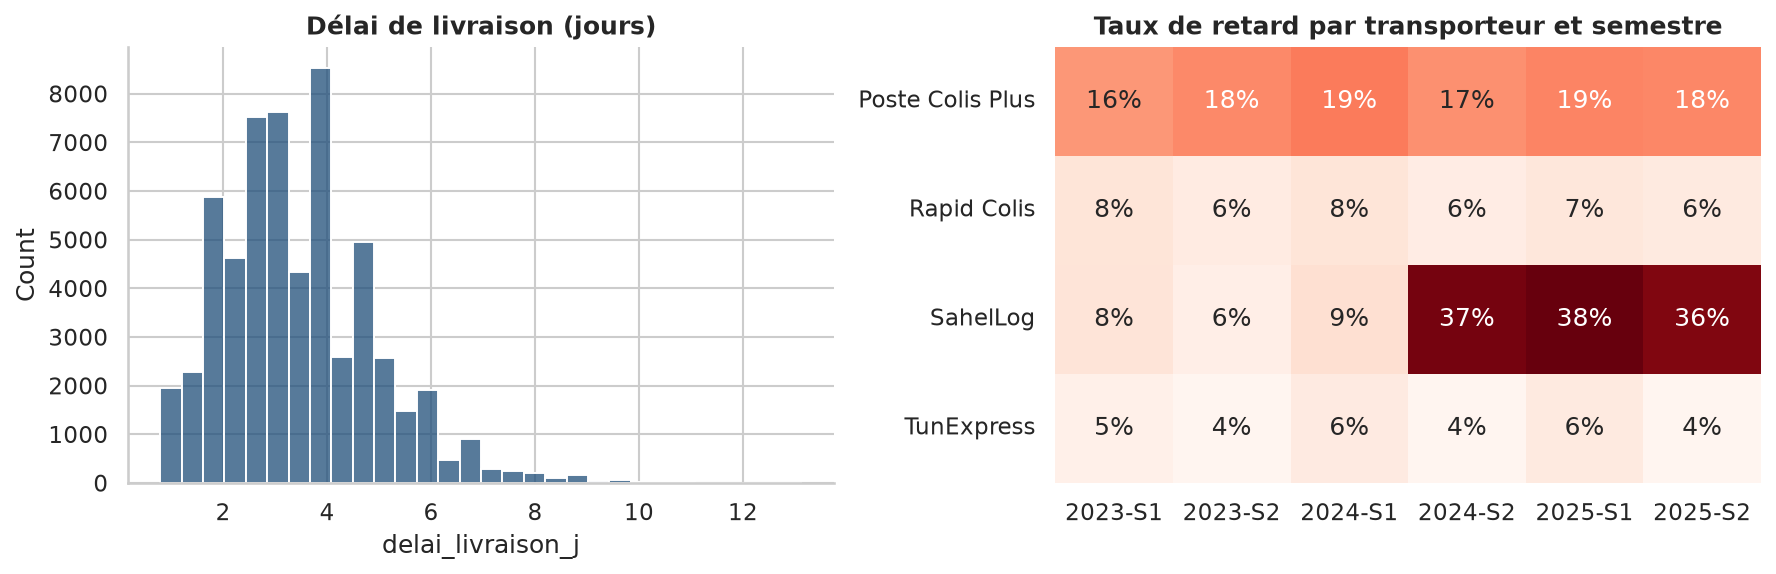 Délai de livraison (jours)
Count
8000
7000
6000
5000
4000
3000
2000
1000
0
2 4 6 8 10 12
delai_livraison_j
Taux de retard par transporteur et semestre
Poste Colis Plus 16% 18% 19% 17% 19% 18%
Rapid Colis 8% 6% 8% 6% 7% 6%
SahelLog 8% 6% 9% 37% 38% 36%
TunExpress 5% 4% 6% 4% 6% 4%
2023-S1 2023-S2 2024-S1 2024-S2 2025-S1 2025-S2